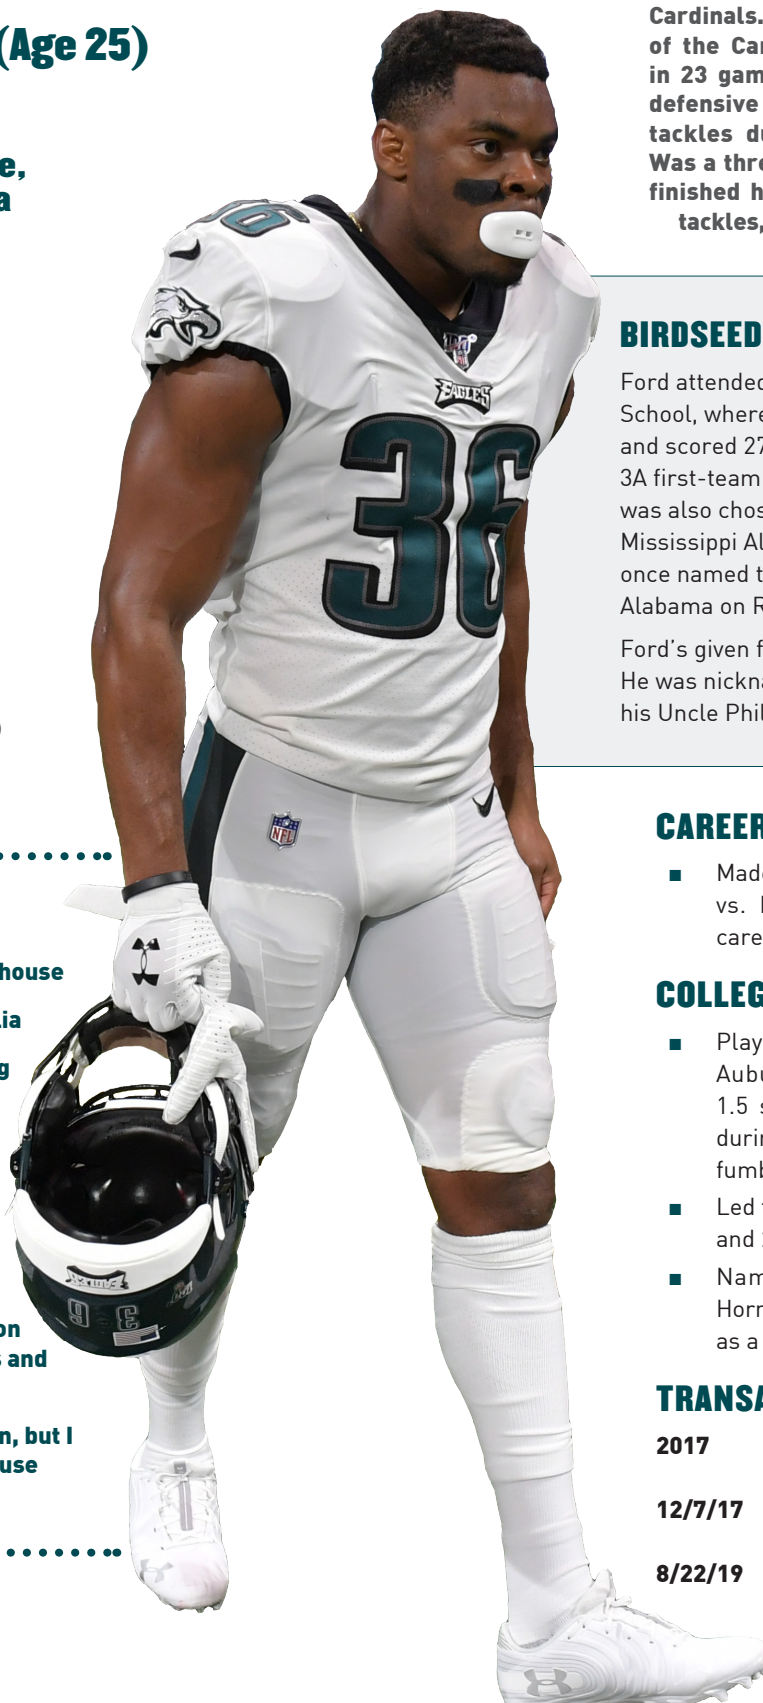 (Age 25)
e,
a
)
house
lia
g
on
s and
n, but I
use
36
EAGLES
36
NFL
36
Cardinals.
of the Car
in 23 gam
defensive
tackles du
Was a thre
finished h
tackles,
BIRDSEED
Ford attended
School, where
and scored 27
3A first-team
was also chos
Mississippi Al
once named t
Alabama on R
Ford's given f
He was nickna
his Uncle Phil
CAREER
■ Made
vs.
care
COLLEG
■ Play
Aubu
1.5 s
durin
fumb
■ Led
and
■ Nam
Horn
as a
TRANSA
2017
12/7/17
8/22/19